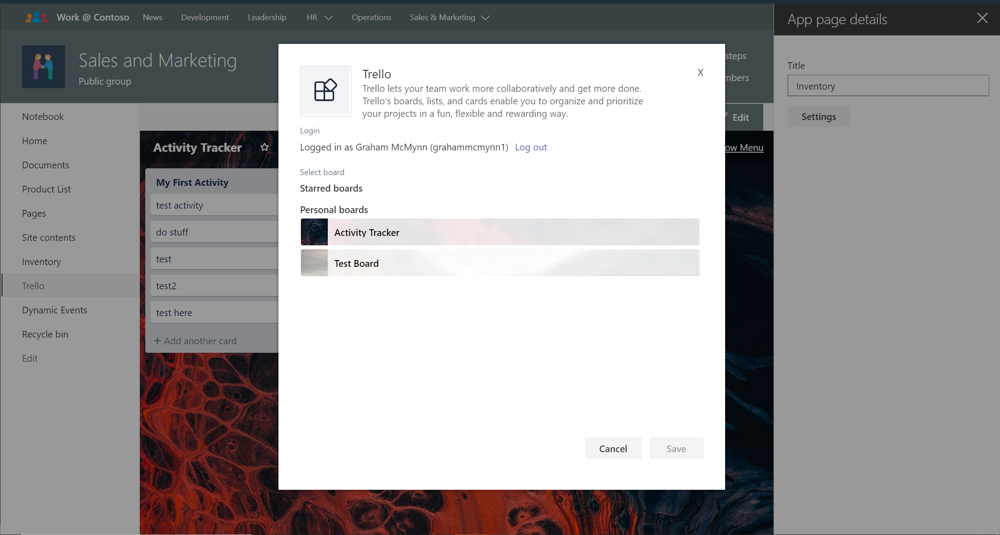 Work @ Contoso News Development Leadership HR Operations Sales & Marketing
App page details
Sales and Marketing
Public group
steps
mbers
Title
Inventory
Settings
Edit
Notebook
Home
Documents
Product List
Pages
Site contents
Inventory
Trello
Dynamic Events
Recycle bin
Edit
Activity Tracker
ow Menu
My First Activity
test activity
do stuff
test
test2
test here
+ Add another card
Trello
X
Trello lets your team work more collaboratively and get more done.
Trello’s boards, lists, and cards enable you to organize and prioritize
your projects in a fun, flexible and rewarding way.
Login
Logged in as Graham McMynn (grahammcmynn1) Log out
Select board
Starred boards
Personal boards
Activity Tracker
Test Board
Cancel Save